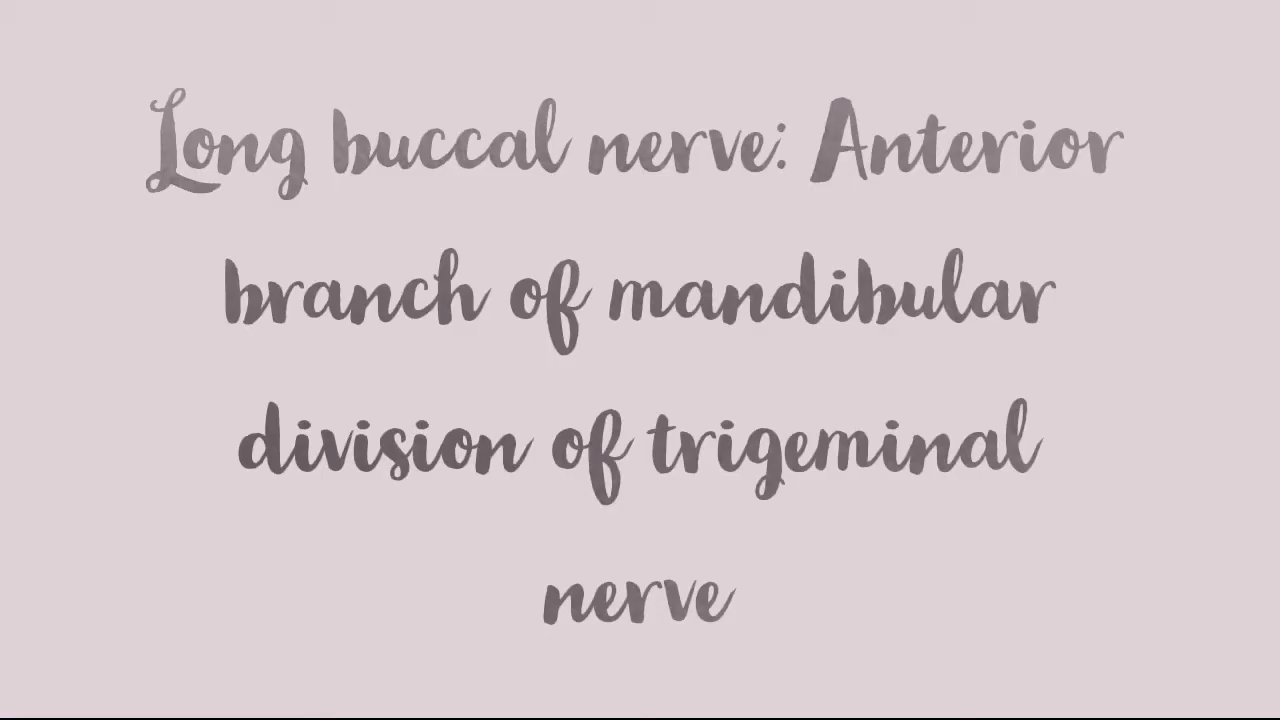 Long buccal nerve: Anterior
branch of mandibular
division of trigeminal
nerve